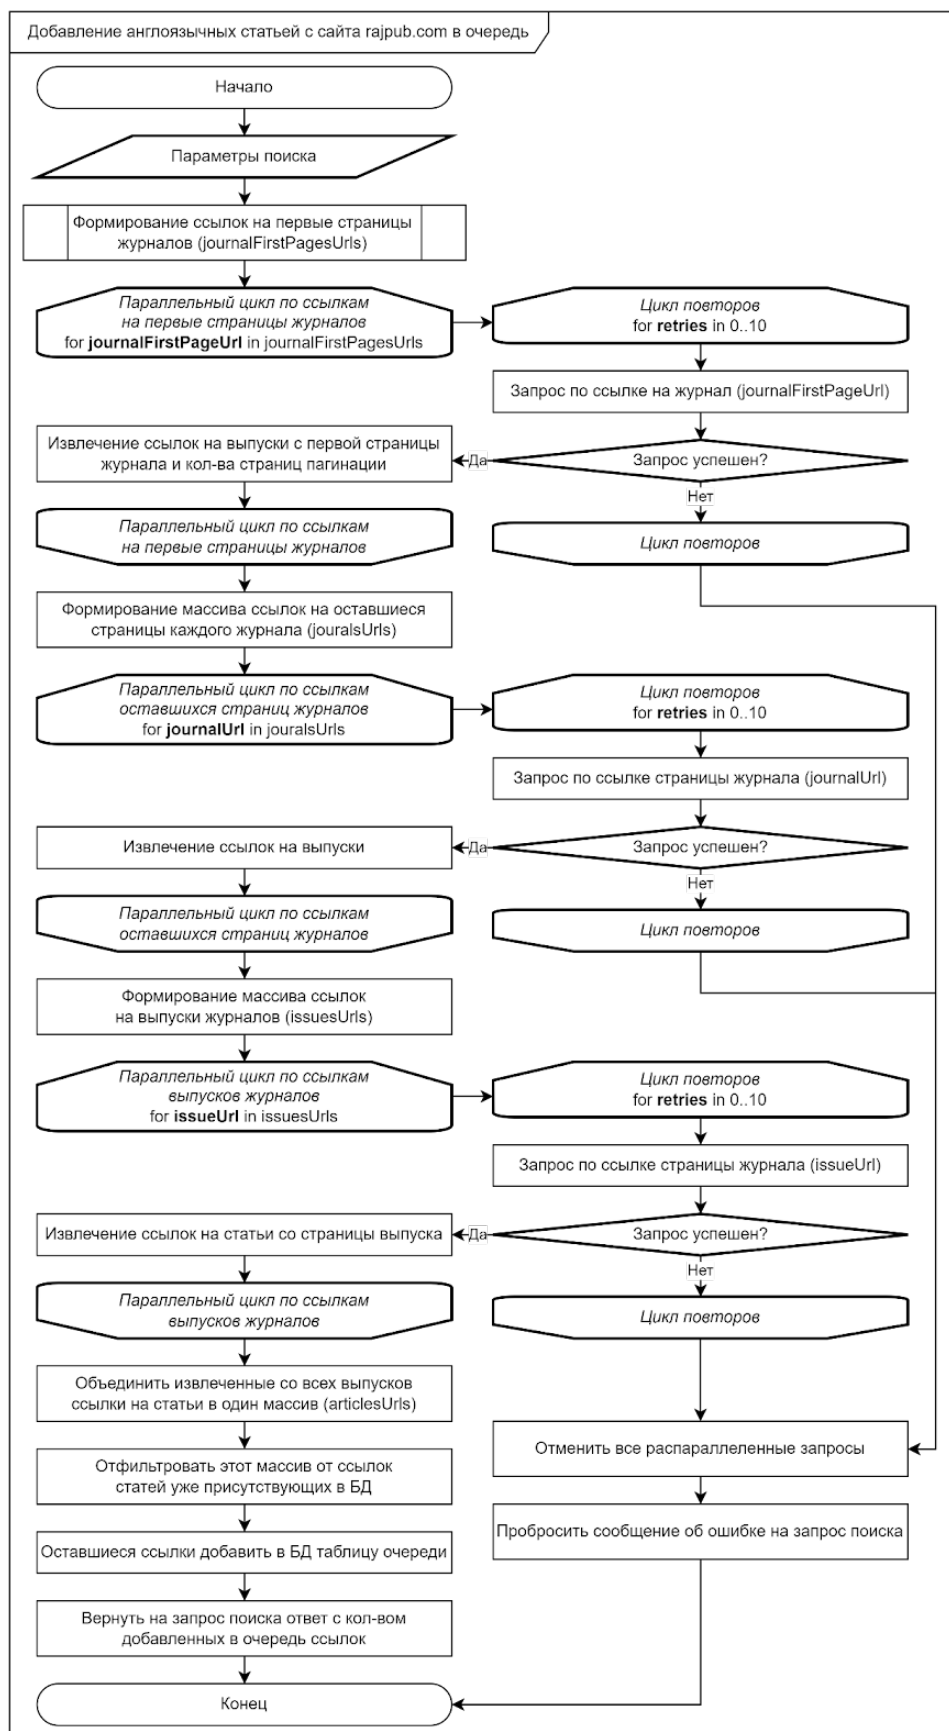 Добавление англоязычных статьей с сайта rajpub.com в очередь
Начало
Параметры поиска
Формирование ссылок на первые страницы
журналов (journalFirstPagesUrls)
Параллельный цикл по ссылкам
на первые страницы журналов
for journalFirstPageUrl in journalFirstPagesUrls
Цикл повторов
for retries in 0..10
Запрос по ссылке на журнал (journalFirstPageUrl)
Запрос успешен?
Да
Нет
Извлечение ссылок на выпуски с первой страницы
журнала и кол-ва страниц пагинации
Параллельный цикл по ссылкам
на первые страницы журналов
Цикл повторов
Формирование массива ссылок на оставшиеся
страницы каждого журнала (jouralsUrls)
Параллельный цикл по ссылкам
оставшихся страниц журналов
for journalUrl in jouralsUrls
Цикл повторов
for retries in 0..10
Запрос по ссылке страницы журнала (journalUrl)
Запрос успешен?
Да
Нет
Извлечение ссылок на выпуски
Параллельный цикл по ссылкам
оставшихся страниц журналов
Цикл повторов
Формирование массива ссылок
на выпуски журналов (issuesUrls)
Параллельный цикл по ссылкам
выпусков журналов
for issueUrl in issuesUrls
Цикл повторов
for retries in 0..10
Запрос по ссылке страницы журнала (issueUrl)
Запрос успешен?
Да
Нет
Извлечение ссылок на статьи со страницы выпуска
Параллельный цикл по ссылкам
выпусков журналов
Цикл повторов
Объединить извлеченные со всех выпусков
ссылки на статьи в один массив (articlesUrls)
Отфильтровать этот массив от ссылок
статей уже присутствующих в БД
Оставшиеся ссылки добавить в БД таблицу очереди
Вернуть на запрос поиска ответ с кол-вом
добавленных в очередь ссылок
Отменить все распараллеленные запросы
Пробросить сообщение об ошибке на запрос поиска
Конец